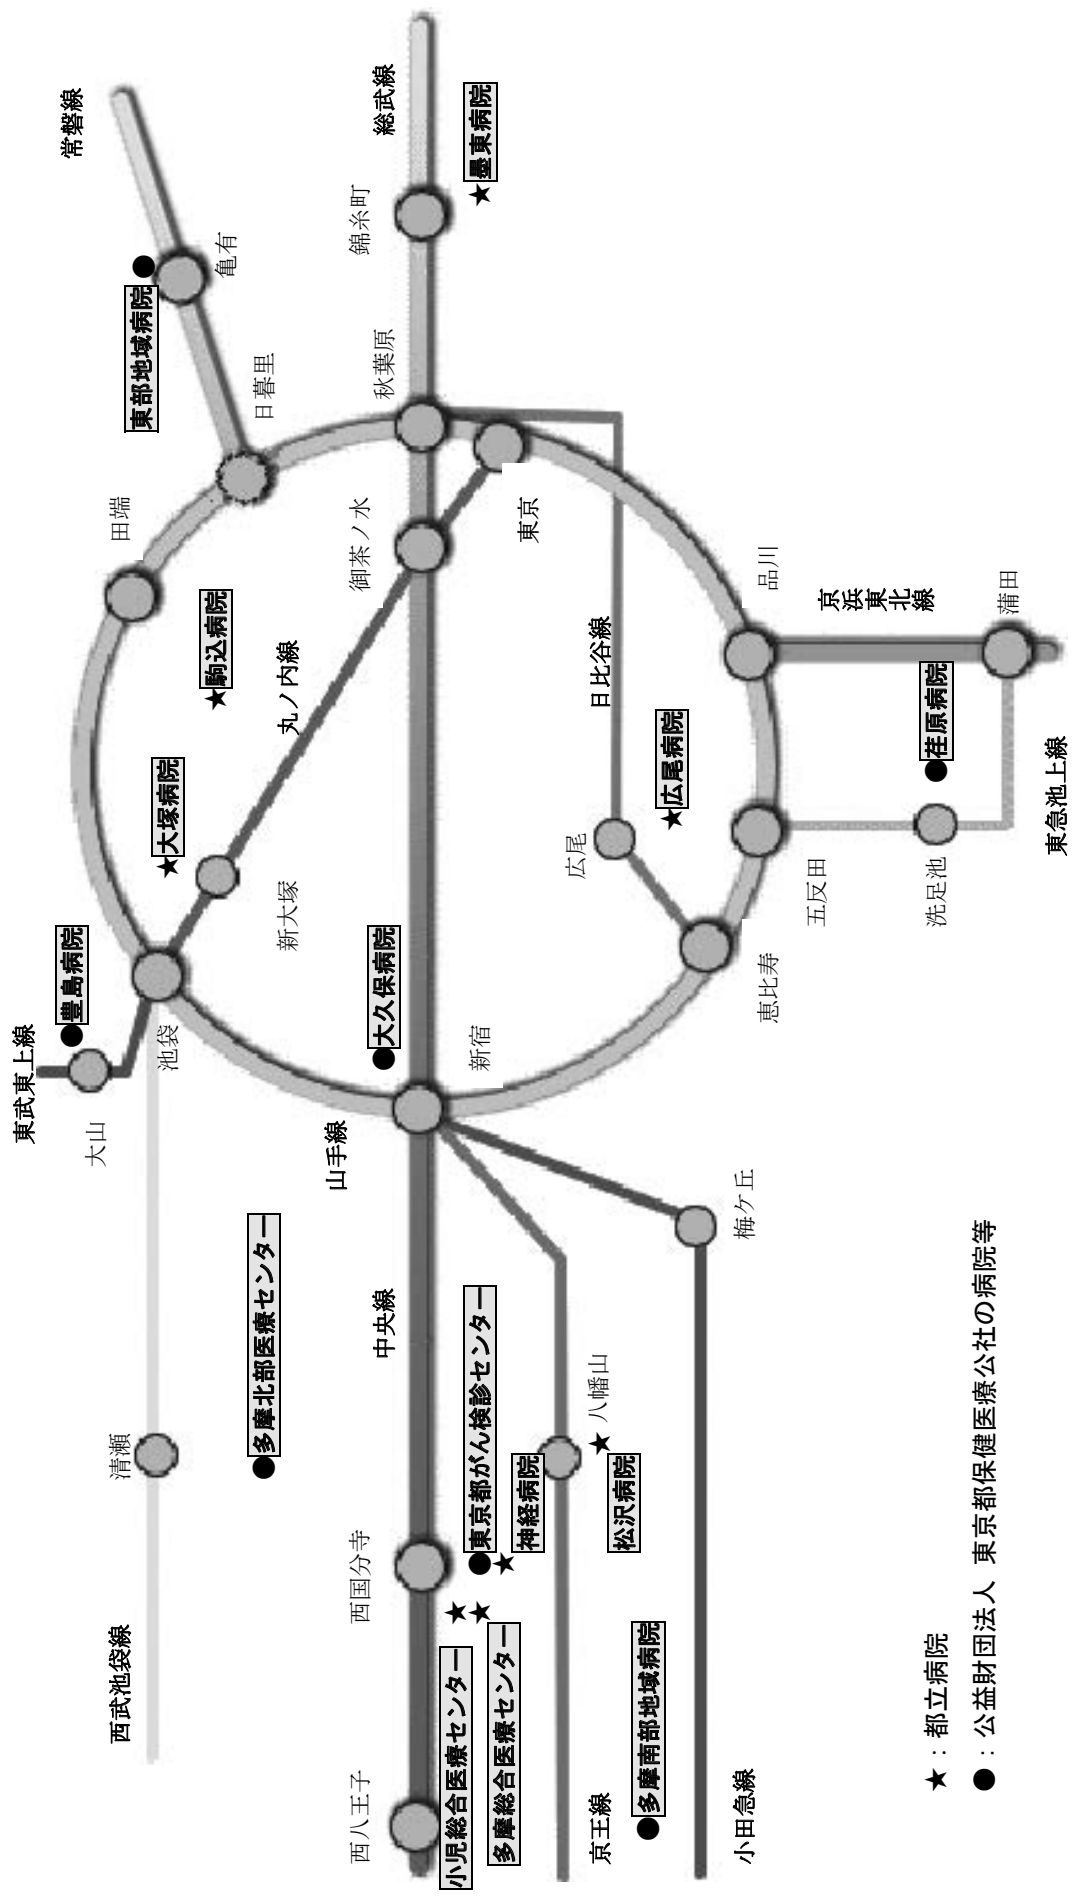 東武東上線
常磐線
大山
●豊島病院
池袋
★大塚病院
新大塚
★駒込病院
田端
日暮里
●
東部地域病院
亀有
西武池袋線
清瀬
●多摩北部医療センター
丸ノ内線
山手線
西八王子
西国分寺
中央線
●大久保病院
新宿
御茶ノ水
秋葉原
錦糸町
総武線
★墨東病院
東京
小児総合医療センター★
多摩総合医療センター★
●東京都がん検診センター
★神経病院
京王線
八幡山
★
松沢病院
●多摩南部地域病院
小田急線
梅ケ丘
広尾
日比谷線
★広尾病院
恵比寿
五反田
品川
京浜東北線
洗足池
●荏原病院
蒲田
東急池上線
★：都立病院
●：公益財団法人 東京都保健医療公社の病院等